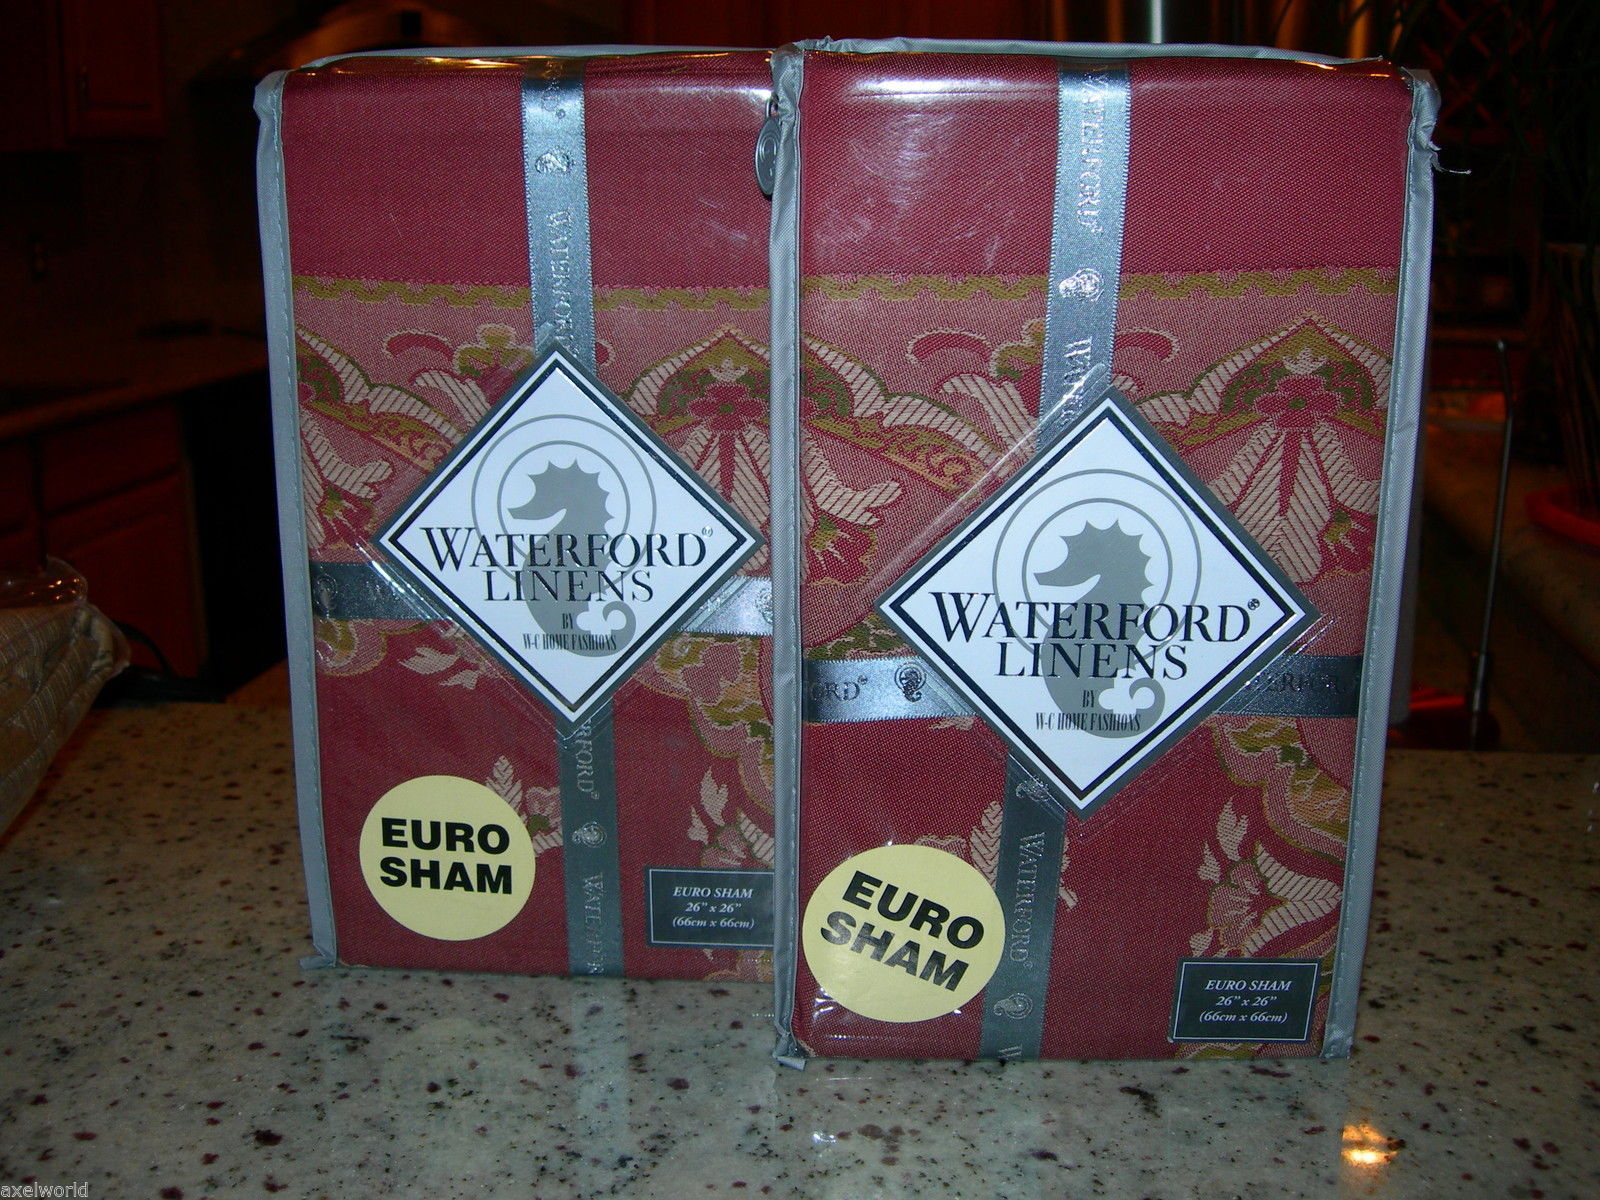 WATERFORD®
LINENS
BY
W-C HOME FASHIONS
EURO
SHAM
EURO SHAM
26" x 26"
(66cm x 66cm)
WATERFORD
WATERFORD®
WATERFORD®
LINENS
BY
W-C HOME FASHIONS
EURO
SHAM
EURO SHAM
26" x 26"
(66cm x 66cm)
WATERFORD®
axelworld